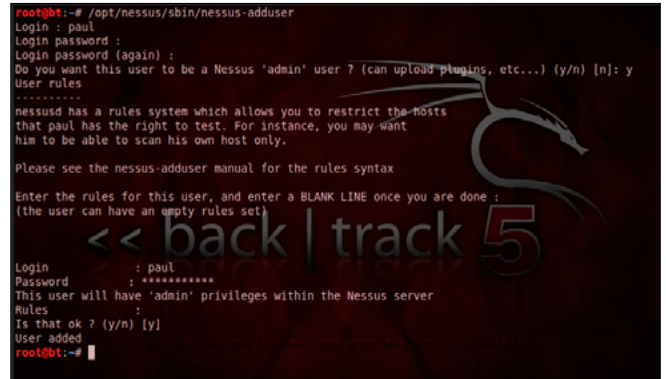 root@bt:~# /opt/nessus/sbin/nessus-adduser
Login : paul
Login password :
Login password (again) :
Do you want this user to be a Nessus 'admin' user ? (can upload plugins, etc...) (y/n) [n]: y
User rules
----------
nessusd has a rules system which allows you to restrict the hosts
that paul has the right to test. For instance, you may want
him to be able to scan his own host only.
Please see the nessus-adduser manual for the rules syntax
Enter the rules for this user, and enter a BLANK LINE once you are done :
(the user can have an empty rules set)
<< back | track 5
Login : paul
Password : ***********
This user will have 'admin' privileges within the Nessus server
Rules :
Is that ok ? (y/n) [y]
User added
root@bt:~#